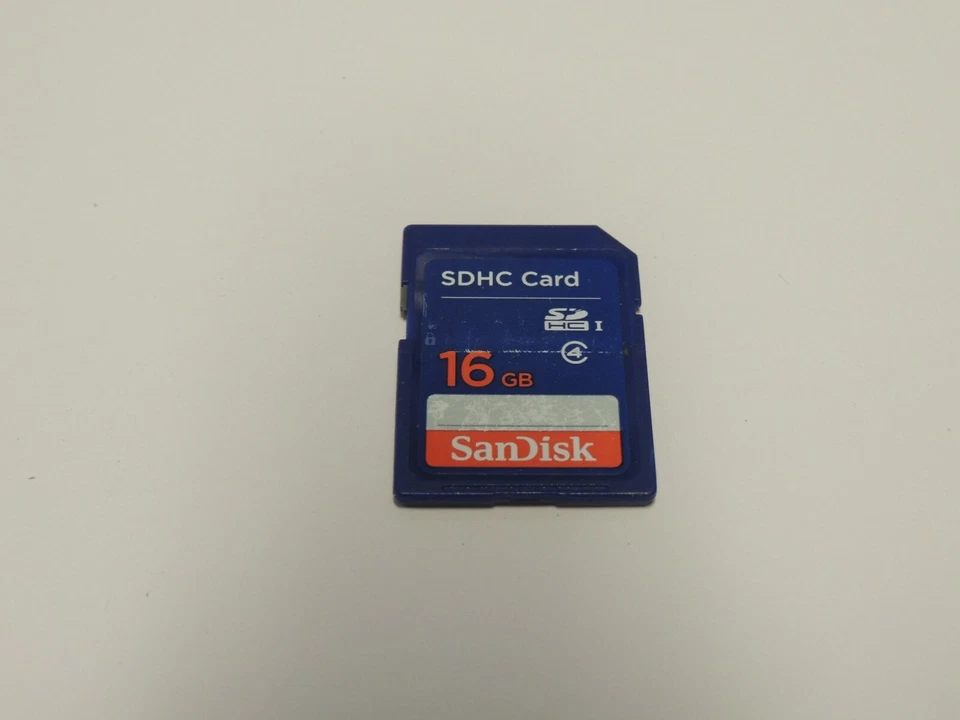 SDHC Card
SD
HC I
4
16 GB
SanDisk